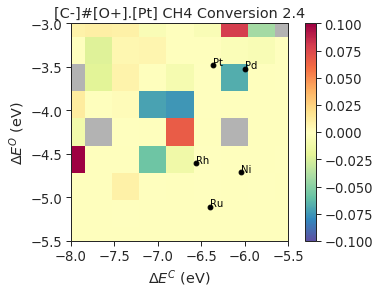 [C-]#[O+].[Pt] CH4 Conversion 2.4
−3.0
−3.5
−4.0
−4.5
−5.0
−5.5
ΔE^O (eV)
Pt
Pd
Rh
Ni
Ru
−8.0 −7.5 −7.0 −6.5 −6.0 −5.5
ΔE^C (eV)
0.100
0.075
0.050
0.025
0.000
−0.025
−0.050
−0.075
−0.100